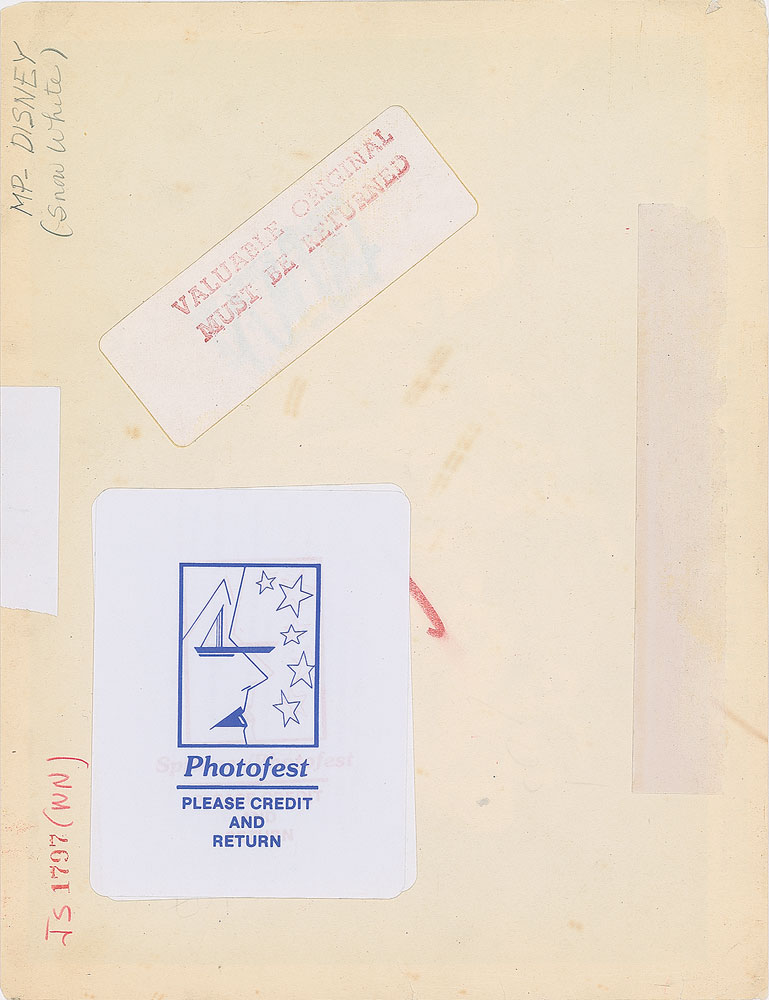 MP- DISNEY
(Snow White)
VALUABLE ORIGINAL
MUST BE RETURNED
Photofest
PLEASE CREDIT
AND
RETURN
JS 1797 (WN)